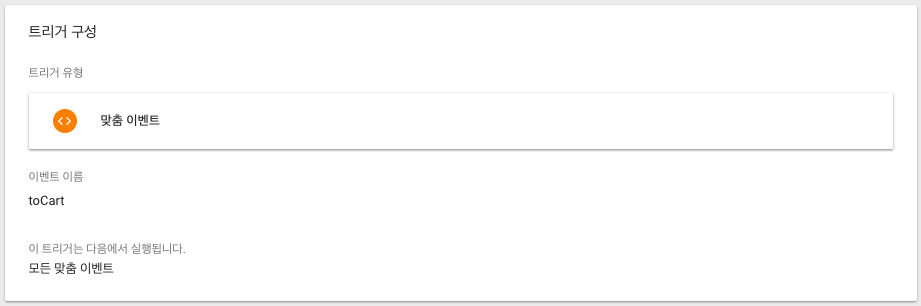 트리거 구성
트리거 유형
맞춤 이벤트
이벤트 이름
toCart
이 트리거는 다음에서 실행됩니다.
모든 맞춤 이벤트